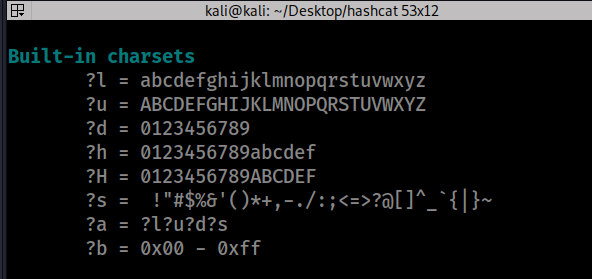 kali@kali: ~/Desktop/hashcat 53x12
Built-in charsets
?l = abcdefghijklmnopqrstuvwxyz
?u = ABCDEFGHIJKLMNOPQRSTUVWXYZ
?d = 0123456789
?h = 0123456789abcdef
?H = 0123456789ABCDEF
?s =  !"#$%&'()*+,-./:;<=>?@[]^_`{|}~
?a = ?l?u?d?s
?b = 0x00 - 0xff